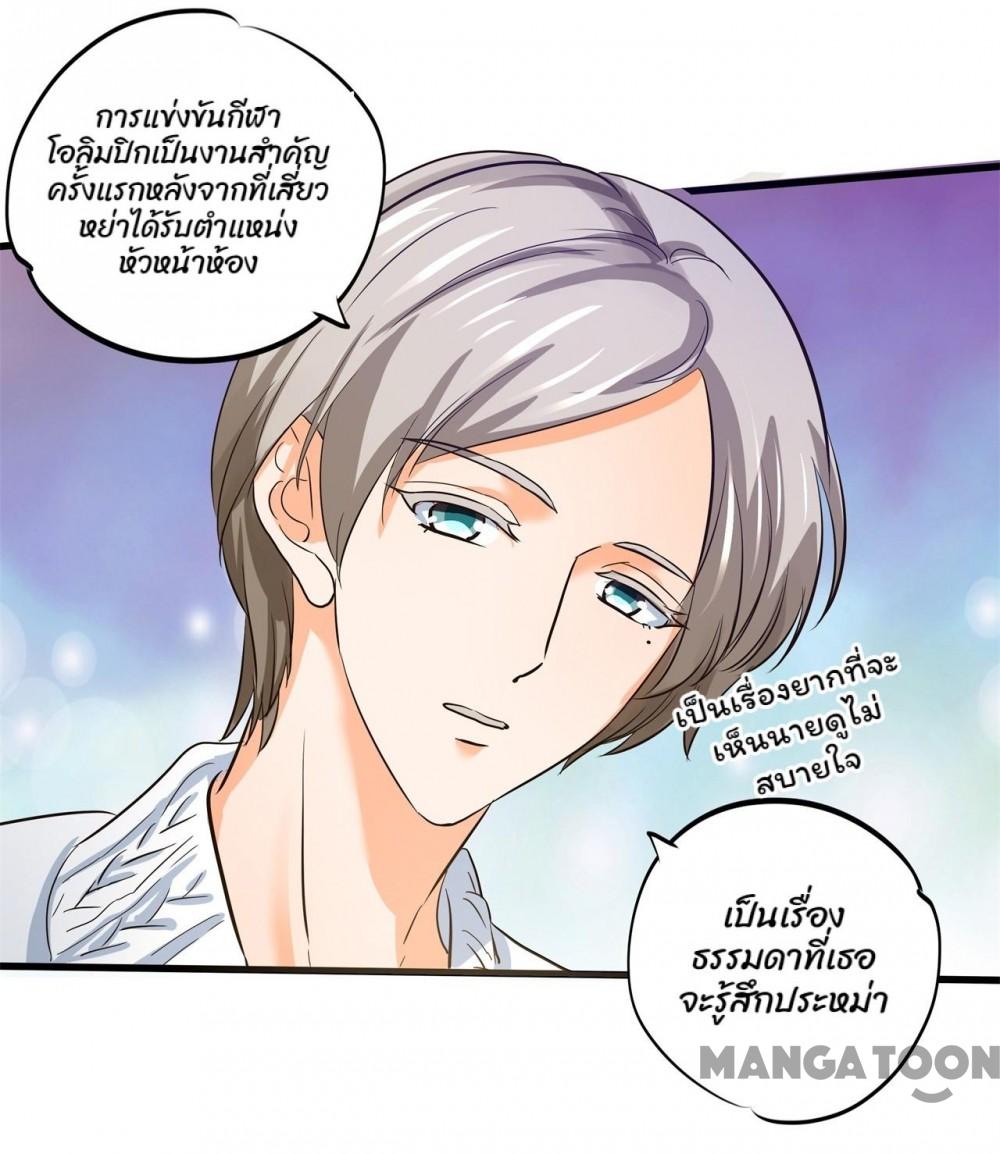 การแข่งขันกีฬา
โอลิมปิกเป็นงานสำคัญ
ครั้งแรกหลังจากที่เสี่ยว
หย่าได้รับตำแหน่ง
หัวหน้าห้อง
เป็นเรื่องยากที่จะ
เห็นนายดูไม่
สบายใจ
เป็นเรื่อง
ธรรมดาที่เธอ
จะรู้สึกประหม่า
MANGATOON